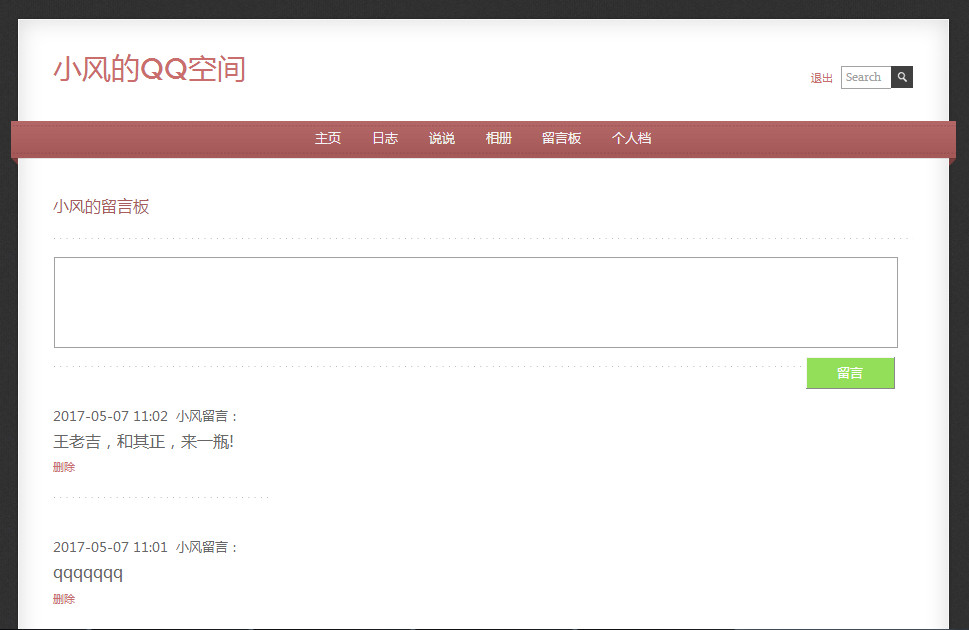 小风的QQ空间
退出 Search
主页 日志 说说 相册 留言板 个人档
小风的留言板
留言
2017-05-07 11:02 小风留言：
王老吉，和其正，来一瓶!
删除
2017-05-07 11:01 小风留言：
qqqqqqq
删除